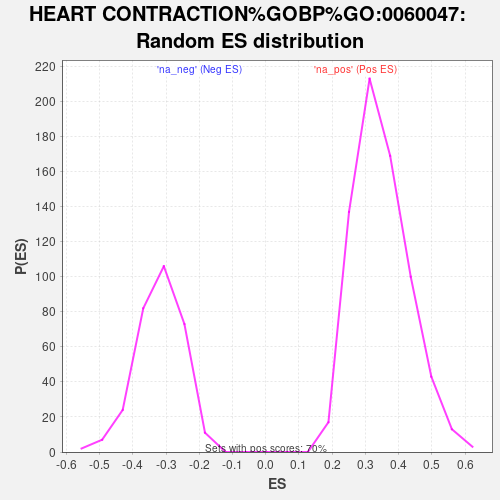 HEART CONTRACTION%GOBP%GO:0060047:
Random ES distribution
'na_neg' (Neg ES) 'na_pos' (Pos ES)
220
200
180
160
140
120
100
80
60
40
20
0
P(ES)
Sets with pos scores: 70%
-0.6 -0.5 -0.4 -0.3 -0.2 -0.1 0.0 0.1 0.2 0.3 0.4 0.5 0.6
ES